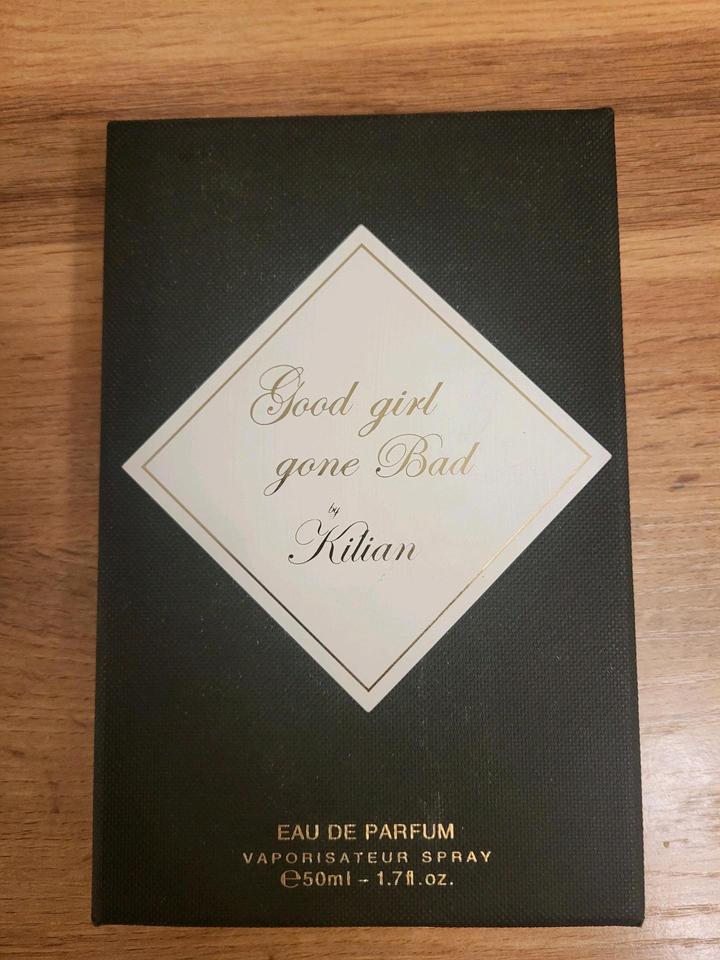 Good girl
gone Bad
by
Kilian
EAU DE PARFUM
VAPORISATEUR SPRAY
℮50ml - 1.7fl.oz.